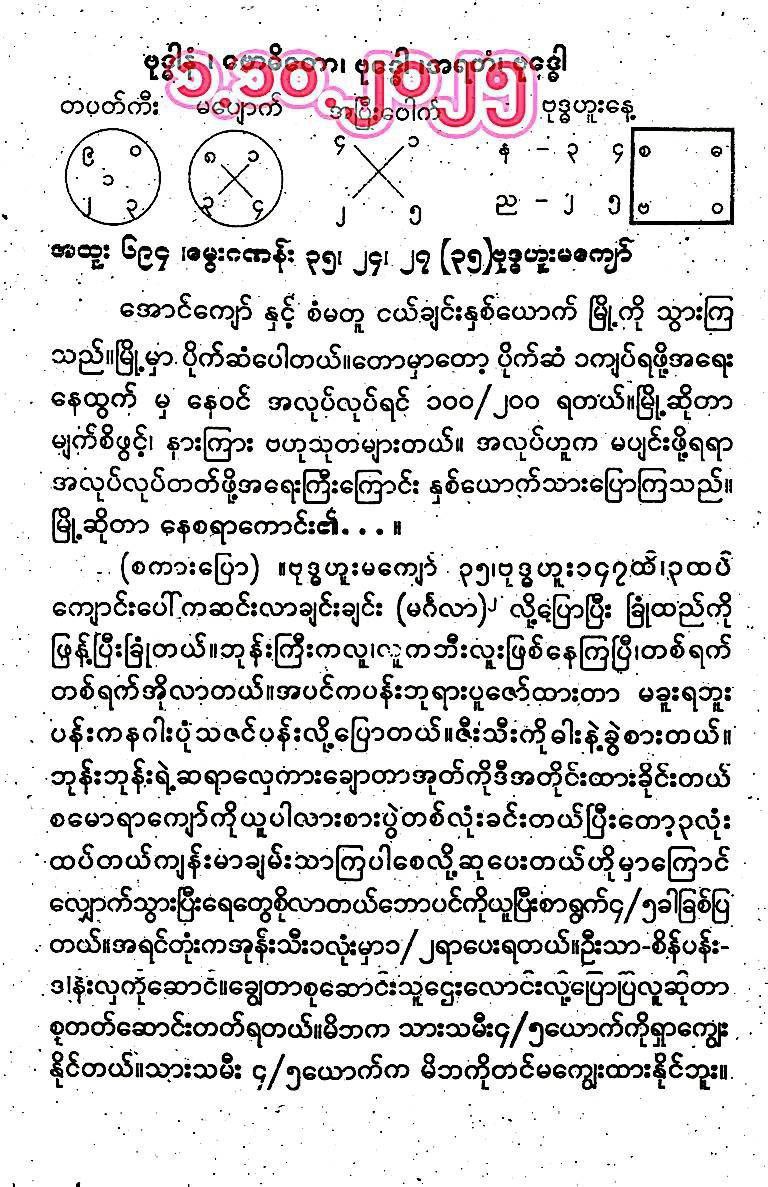 ဗုဒ္ဓါနံ၊ ဗောဓိတော၊ ဗုဒ္ဓေါ၊ အရဟံ၊ ဗုဒ္ဓေါ
၁.၁၀.၂၀၂၅
တပတ်ကီး မပျောက် အပြီးပေါက် ဗုဒ္ဓဟူးနေ့
၉ ၀ ၈ ၁ ၄ ၁ န - ၃ ၄ စ ဓ
၁
၂ ၃ ၃ ၄ ၂ ၅ ည - ၂ ၅ ဗ ဝ
အထူး ၆၉၄ ၊မွေးဂဏန်း ၃၅၊ ၂၄၊ ၂၇ (၃၅)ဗုဒ္ဓဟူးမကျော်
အောင်ကျော် နှင့် စံမတူ ငယ်ချင်းနှစ်ယောက် မြို့ကို သွားကြ
သည်။မြို့မှာ ပိုက်ဆံပေါတယ်။တောမှာတော့ ပိုက်ဆံ ၁ကျပ်ရဖို့အရေး
နေထွက် မှ နေဝင် အလုပ်လုပ်ရင် ၁၀၀/၂၀၀ ရတယ်။မြို့ဆိုတာ
မျက်စိဖွင့်၊ နားကြား ဗဟုသုတများတယ်။ အလုပ်ဟူက မပျင်းဖို့ရရာ
အလုပ်လုပ်တတ်ဖို့အရေးကြီးကြောင်း နှစ်ယောက်သားပြောကြသည်။
မြို့ဆိုတာ နေစရာကောင်း၏...။
(စကားပြော) ။ဗုဒ္ဓဟူးမကျော် ၃၅၊ဗုဒ္ဓဟူး၁၄၇ထိ၊၃ထပ်
ကျောင်းပေါ်ကဆင်းလာချင်းချင်း (မင်္ဂလာ)၂ လို့ပြောပြီး ခြုံထည်ကို
ဖြန့်ပြီးခြုံတယ်။ဘုန်းကြီးကလူ၊လူကဘီးလူးဖြစ်နေကြပြီ၊တစ်ရက်
တစ်ရက်အိုလာတယ်။အပင်ကပန်းဘုရားပူဇော်ထားတာ မခူးရဘူး
ပန်းကနဂါးပုံသဇင်ပန်းလို့ပြောတယ်။ဇီးသီးကိုဓါးနဲ့ခွဲစားတယ်။
ဘုန်းဘုန်းရဲ့ဆရာလှေကားချောတာအုတ်ကိုဒီအတိုင်းထားခိုင်းတယ်
စမောရာကျော်ကိုယူပါလားစားပွဲတစ်လုံးခင်းတယ်ပြီးတော့၃လုံး
ထပ်တယ်ကျန်းမာချမ်းသာကြပါစေလို့ဆုပေးတယ်ဟိုမှာကြောင်
လျှောက်သွားပြီးရေတွေစိုလာတယ်ဘောပင်ကိုယူပြီးစာရွက်၄/၅ခါခြစ်ပြ
တယ်။အရင်တုံးကအုန်းသီး၁လုံးမှာ၁/၂ရာပေးရတယ်။ဦးသာ-စိန်ပန်း-
ဒါန်းလှကိုဆောင်။ချွေတာစုဆောင်းသူဌေးလောင်းလို့ပြောပြလူဆိုတာ
စုတတ်ဆောင်းတတ်ရတယ်။မိဘက သားသမီး၄/၅ယောက်ကိုရှာကျွေး
နိုင်တယ်။သားသမီး ၄/၅ယောက်က မိဘကိုတင်မကျွေးထားနိုင်ဘူး။